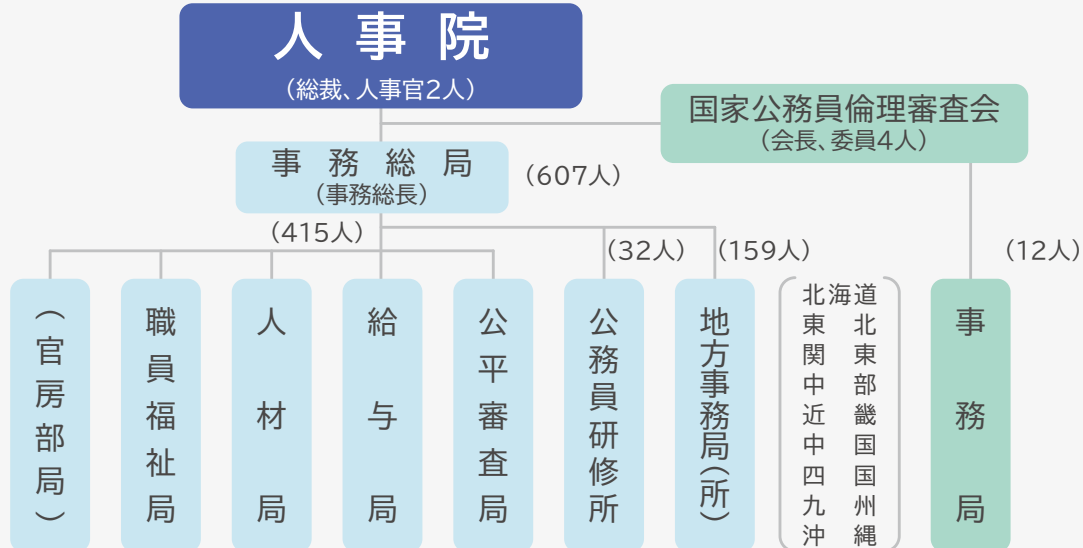 人事院
（総裁、人事官2人）
国家公務員倫理審査会
（会長、委員4人）
事務総局
（事務総長）
（607人）
（415人）
（32人）
（159人）
（12人）
（官房部局）
職員福祉局
人材局
給与局
公平審査局
公務員研修所
地方事務局（所）
北海道
東北
関東
中部
近畿
中国
四国
九州
沖縄
事務局